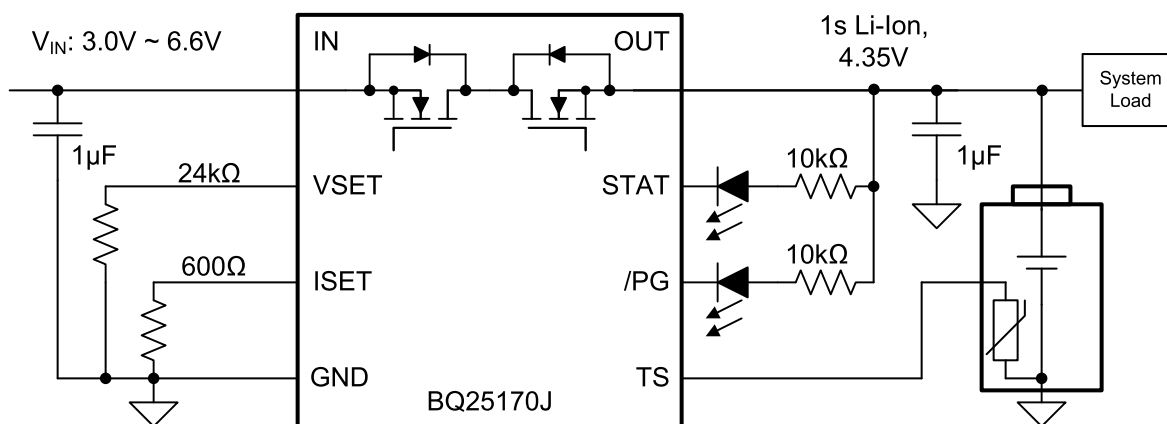 V_IN: 3.0V ~ 6.6V
IN
OUT
1s Li-Ion,
4.35V
System
Load
1µF
24kΩ
VSET
STAT
10kΩ
1µF
600Ω
ISET
/PG
10kΩ
GND
TS
BQ25170J